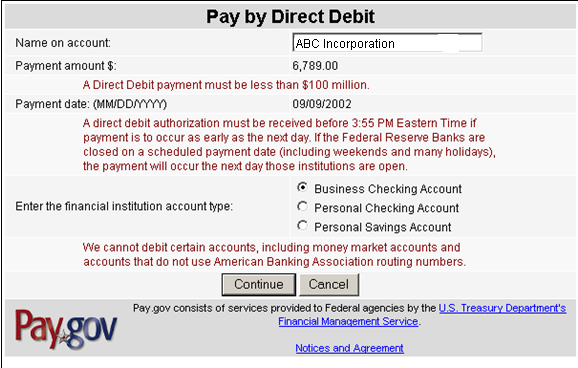 Pay by Direct Debit
Name on account: ABC Incorporation
Payment amount $: 6,789.00
A Direct Debit payment must be less than $100 million.
Payment date: (MM/DD/YYYY) 09/09/2002
A direct debit authorization must be received before 3:55 PM Eastern Time if
payment is to occur as early as the next day. If the Federal Reserve Banks are
closed on a scheduled payment date (including weekends and many holidays),
the payment will occur the next day those institutions are open.
Enter the financial institution account type:
Business Checking Account
Personal Checking Account
Personal Savings Account
We cannot debit certain accounts, including money market accounts and
accounts that do not use American Banking Association routing numbers.
Continue Cancel
Pay.gov
Pay.gov consists of services provided to Federal agencies by the U.S. Treasury Department's
Financial Management Service.
Notices and Agreement